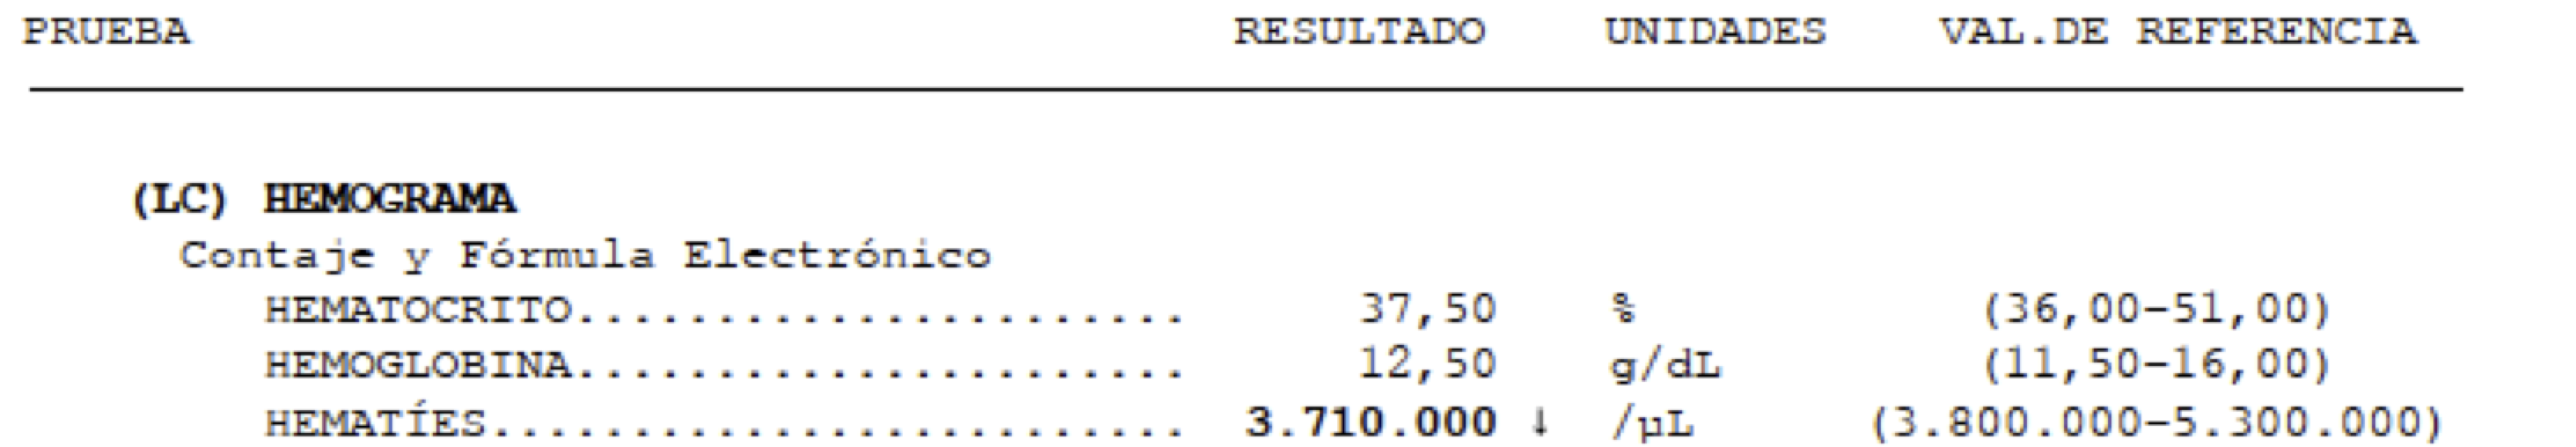 PRUEBA RESULTADO UNIDADES VAL.DE REFERENCIA
(LC) HEMOGRAMA
Contaje y Fórmula Electrónico
HEMATOCRITO...................... 37,50 % (36,00-51,00)
HEMOGLOBINA...................... 12,50 g/dL (11,50-16,00)
HEMATÍES......................... 3.710.000 ↓ /µL (3.800.000-5.300.000)